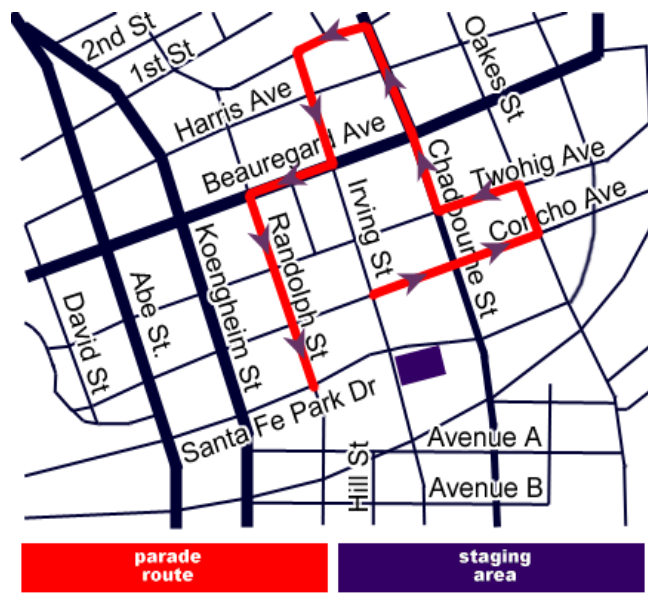 2nd St
1st St
Oakes St
Harris Ave
Beauregard Ave
Chadbourne St
Twohig Ave
Concho Ave
Irving St
Randolph St
Koengheim St
Abe St.
David St
Santa Fe Park Dr
Hill St
Avenue A
Avenue B
parade
route
staging
area